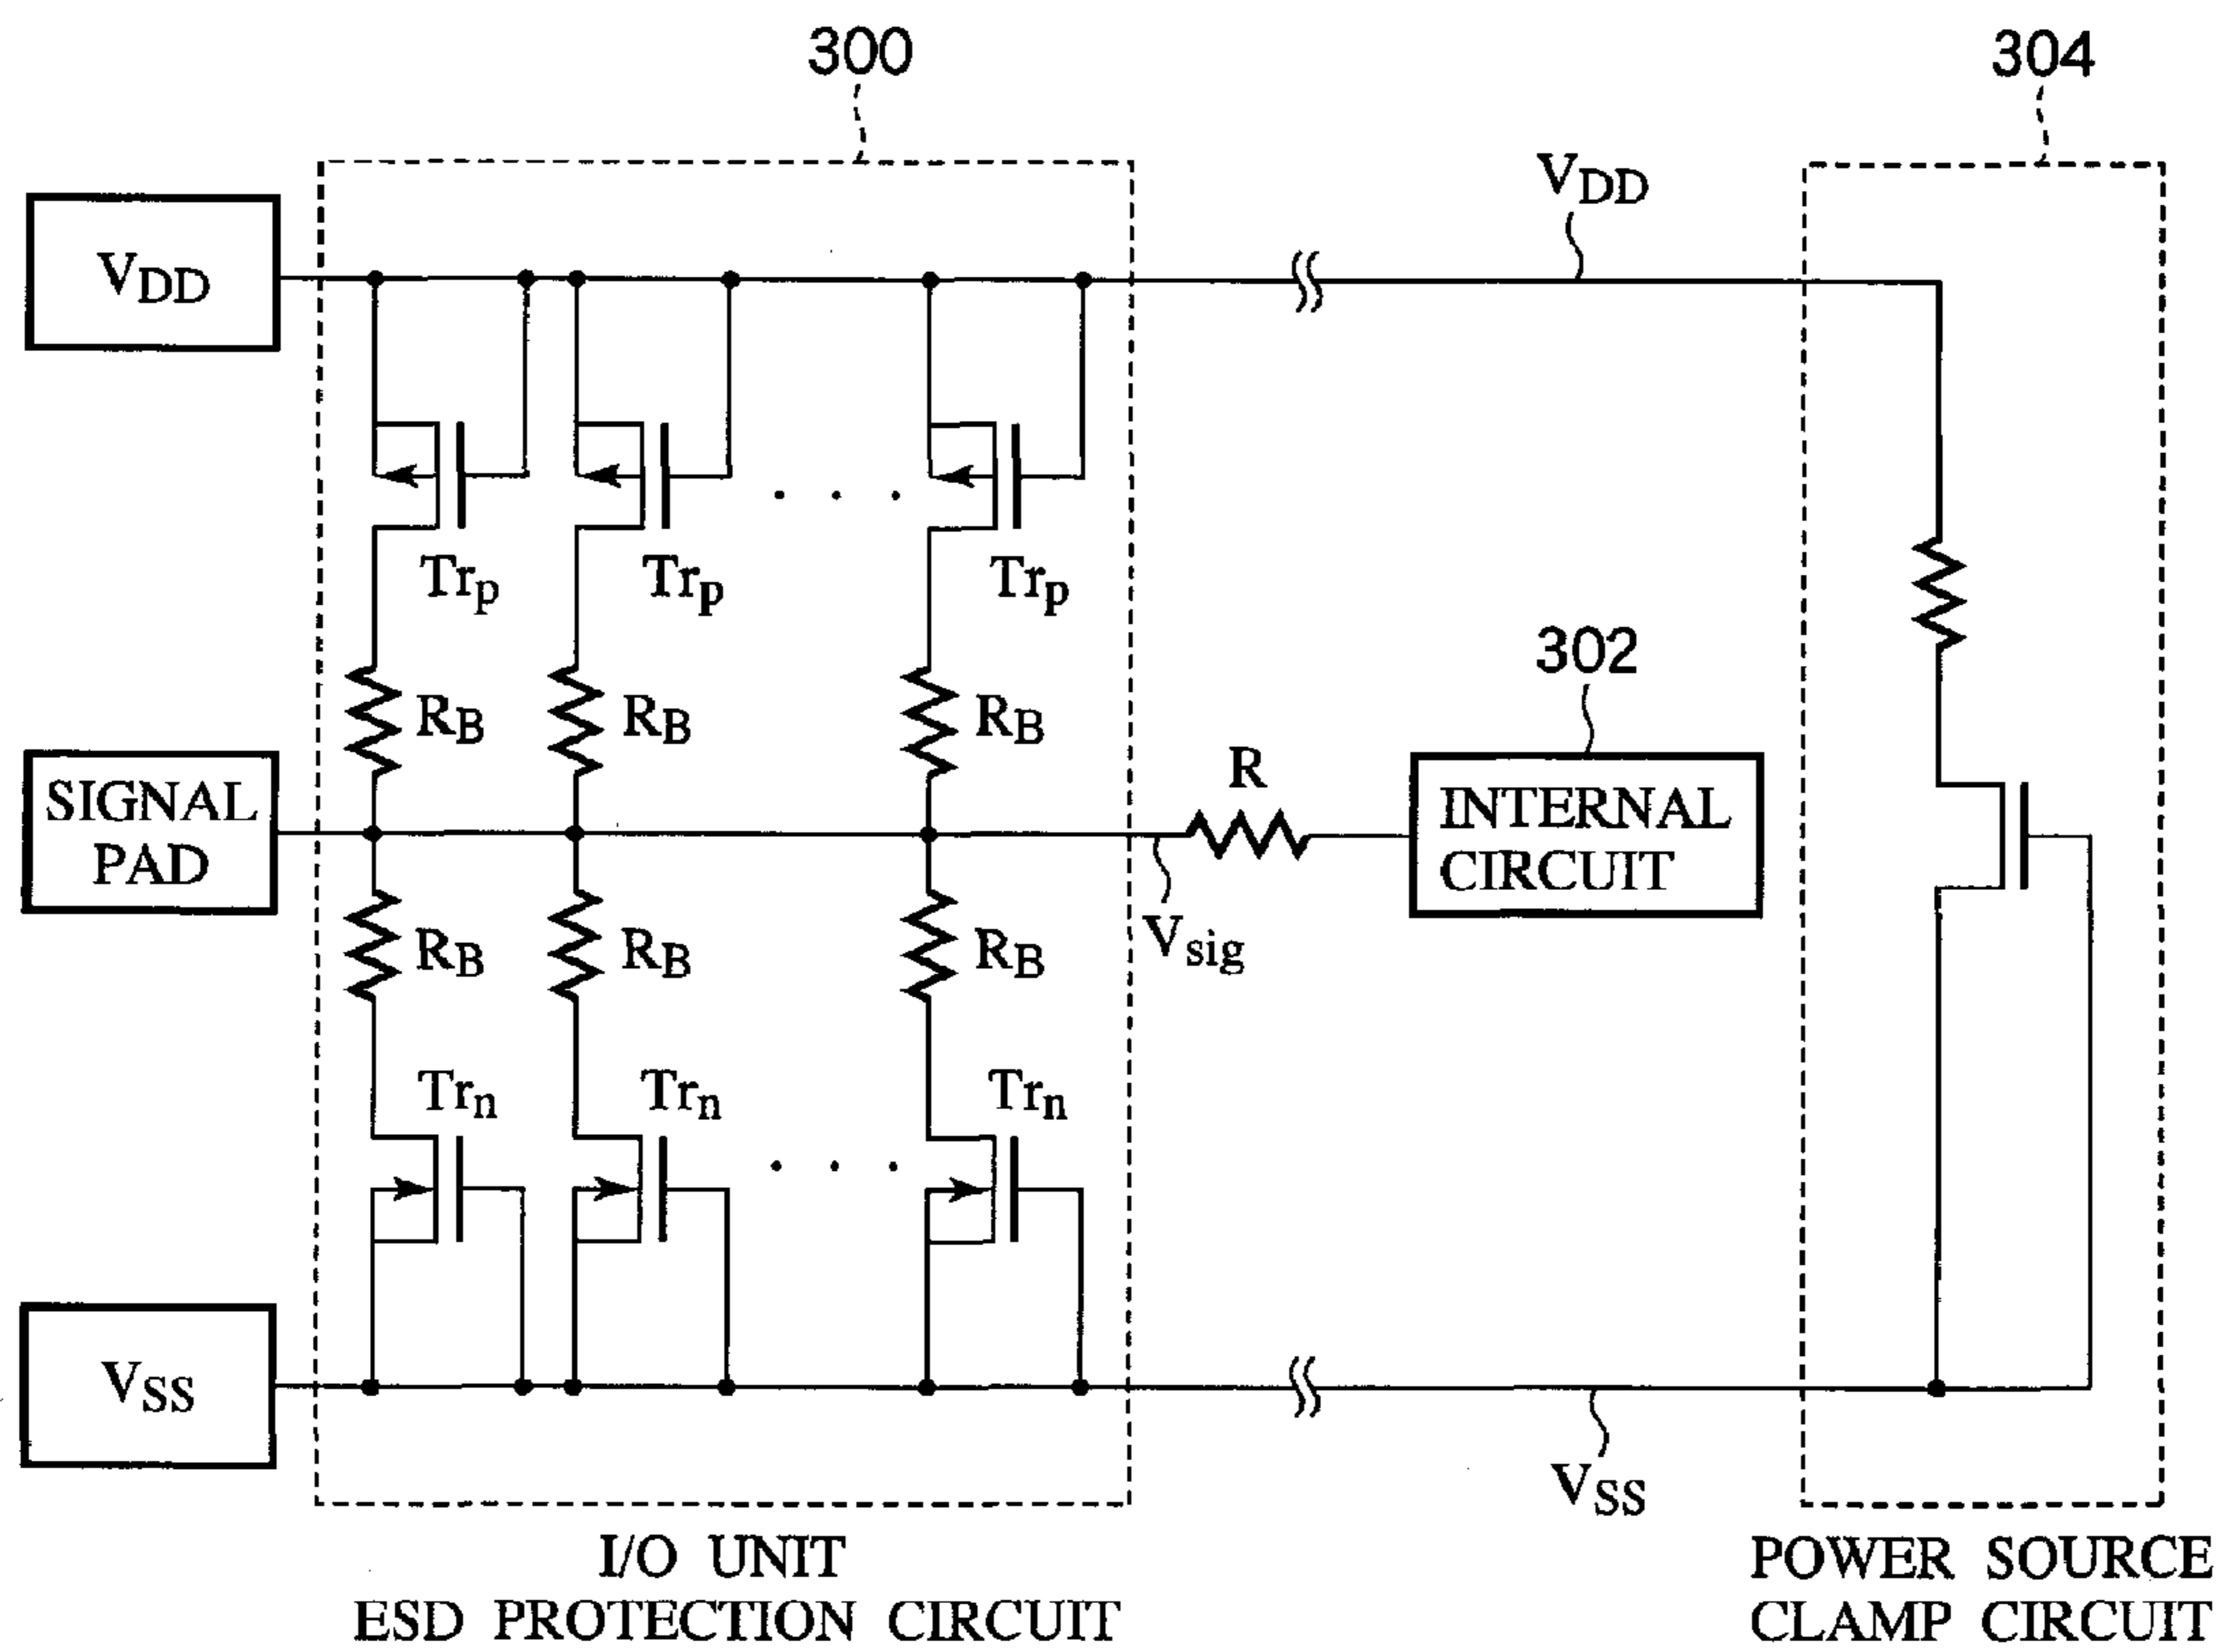 300
304
VDD
VDD
Trp
Trp
Trp
302
RB
RB
RB
R
SIGNAL
PAD
INTERNAL
CIRCUIT
RB
RB
RB
Vsig
Trn
Trn
Trn
VSS
VSS
I/O UNIT
ESD PROTECTION CIRCUIT
POWER SOURCE
CLAMP CIRCUIT